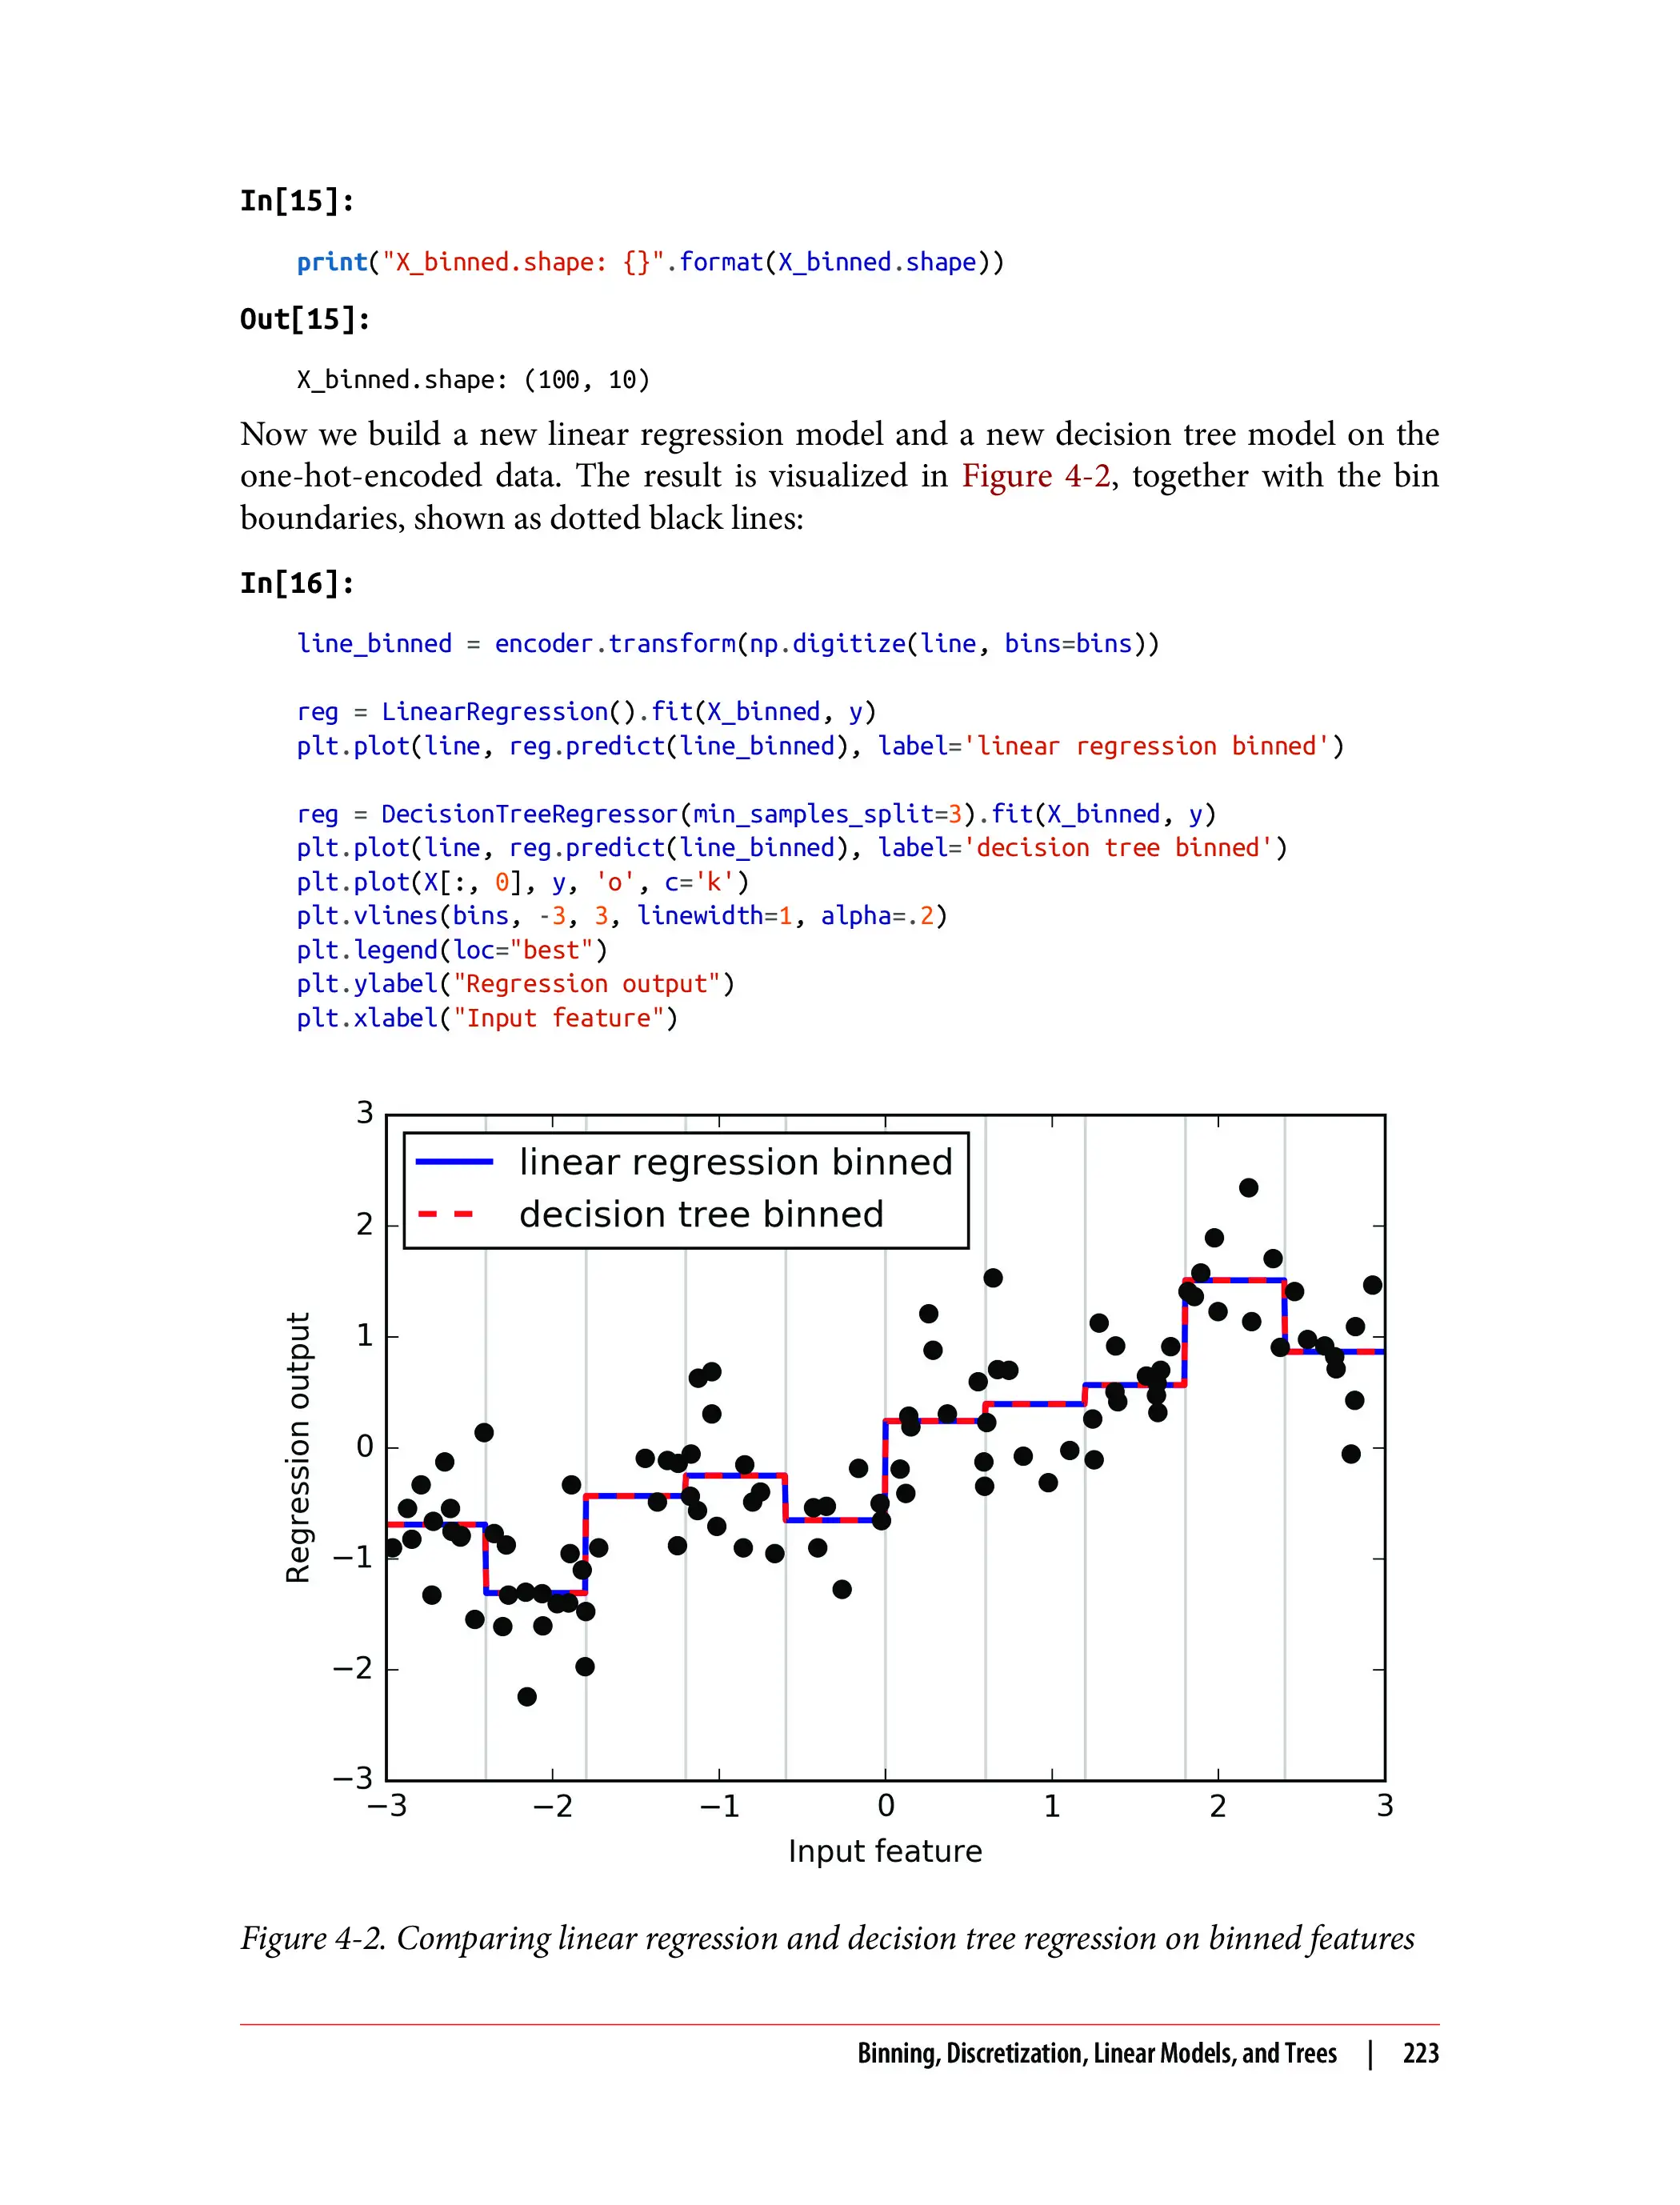 In[15]:
print("X_binned.shape: {}".format(X_binned.shape))
Out[15]:
X_binned.shape: (100, 10)
Now we build a new linear regression model and a new decision tree model on the
one-hot-encoded data. The result is visualized in Figure 4-2, together with the bin
boundaries, shown as dotted black lines:
In[16]:
line_binned = encoder.transform(np.digitize(line, bins=bins))
reg = LinearRegression().fit(X_binned, y)
plt.plot(line, reg.predict(line_binned), label='linear regression binned')
reg = DecisionTreeRegressor(min_samples_split=3).fit(X_binned, y)
plt.plot(line, reg.predict(line_binned), label='decision tree binned')
plt.plot(X[:, 0], y, 'o', c='k')
plt.vlines(bins, -3, 3, linewidth=1, alpha=.2)
plt.legend(loc="best")
plt.ylabel("Regression output")
plt.xlabel("Input feature")
3
linear regression binned
decision tree binned
2
1
0
−1
−2
−3
Regression output
−3 −2 −1 0 1 2 3
Input feature
Figure 4-2. Comparing linear regression and decision tree regression on binned features
Binning, Discretization, Linear Models, and Trees | 223